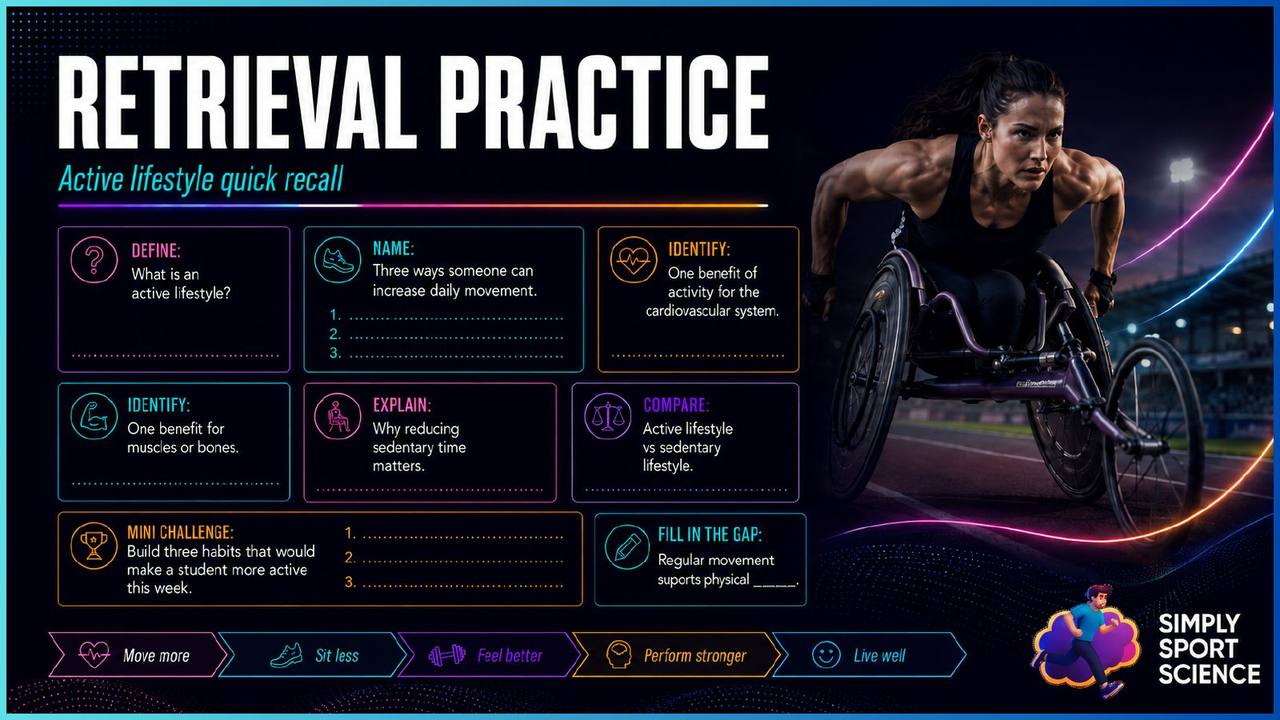 RETRIEVAL PRACTICE
Active lifestyle quick recall
DEFINE:
What is an
active lifestyle?
NAME:
Three ways someone can
increase daily movement.
1.
2.
3.
IDENTIFY:
One benefit of
activity for the
cardiovascular system.
IDENTIFY:
One benefit for
muscles or bones.
EXPLAIN:
Why reducing
sedentary time
matters.
COMPARE:
Active lifestyle
vs sedentary
lifestyle.
MINI CHALLENGE:
Build three habits that would
make a student more active
this week.
1.
2.
3.
FILL IN THE GAP:
Regular movement
suports physical _____.
Move more
Sit less
Feel better
Perform stronger
Live well
SIMPLY
SPORT
SCIENCE